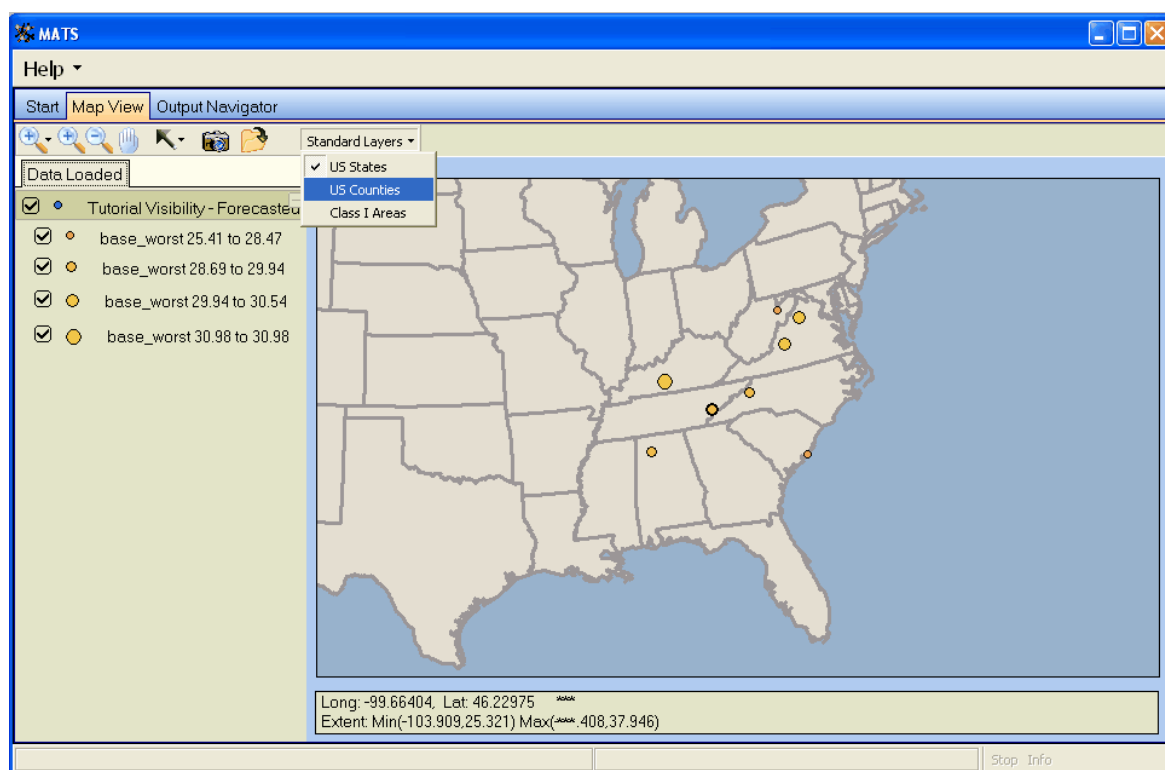 MATS
Help
Start Map View Output Navigator
Standard Layers
US States
US Counties
Class I Areas
Data Loaded
Tutorial Visibility - Forecasted
base_worst 25.41 to 28.47
base_worst 28.69 to 29.94
base_worst 29.94 to 30.54
base_worst 30.98 to 30.98
Long: -99.66404, Lat: 46.22975 ****
Extent: Min(-103.909,25.321) Max(****.408,37.946)
Stop Info